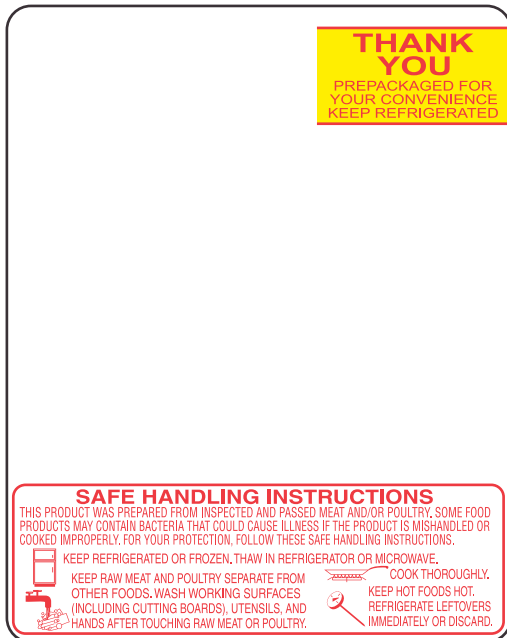 THANK
YOU
PREPACKAGED FOR
YOUR CONVENIENCE
KEEP REFRIGERATED
SAFE HANDLING INSTRUCTIONS
THIS PRODUCT WAS PREPARED FROM INSPECTED AND PASSED MEAT AND/OR POULTRY. SOME FOOD
PRODUCTS MAY CONTAIN BACTERIA THAT COULD CAUSE ILLNESS IF THE PRODUCT IS MISHANDLED OR
COOKED IMPROPERLY. FOR YOUR PROTECTION, FOLLOW THESE SAFE HANDLING INSTRUCTIONS.
KEEP REFRIGERATED OR FROZEN. THAW IN REFRIGERATOR OR MICROWAVE.
KEEP RAW MEAT AND POULTRY SEPARATE FROM
OTHER FOODS. WASH WORKING SURFACES
(INCLUDING CUTTING BOARDS), UTENSILS, AND
HANDS AFTER TOUCHING RAW MEAT OR POULTRY.
COOK THOROUGHLY.
KEEP HOT FOODS HOT.
REFRIGERATE LEFTOVERS
IMMEDIATELY OR DISCARD.